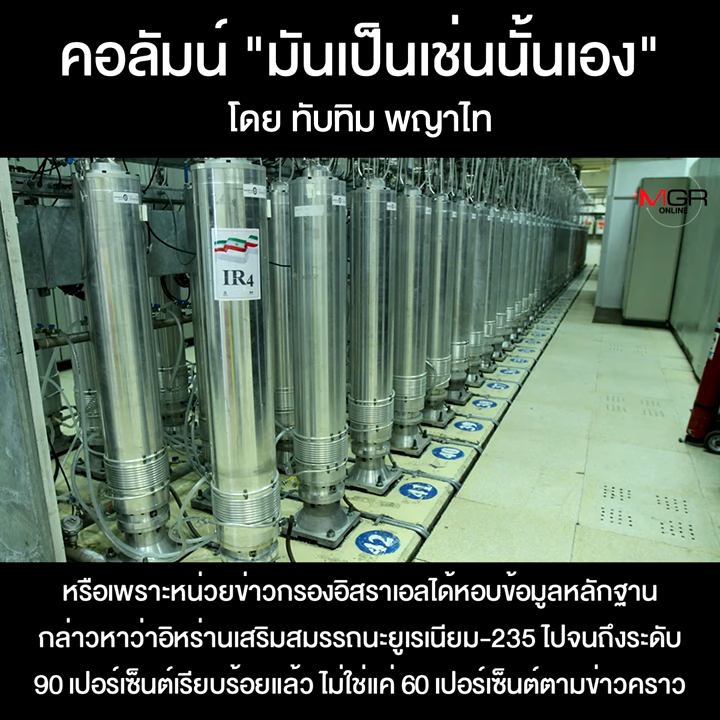 คอลัมน์ "มันเป็นเช่นนั้นเอง"
โดย ทับทิม พญาไท
MGR
ONLINE
IR4
42
41
40
39
หรือเพราะหน่วยข่าวกรองอิสราเอลได้หอบข้อมูลหลักฐาน
กล่าวหาว่าอิหร่านเสริมสมรรถนะยูเรเนียม-235 ไปจนถึงระดับ
90 เปอร์เซ็นต์เรียบร้อยแล้ว ไม่ใช่แค่ 60 เปอร์เซ็นต์ตามข่าวคราว